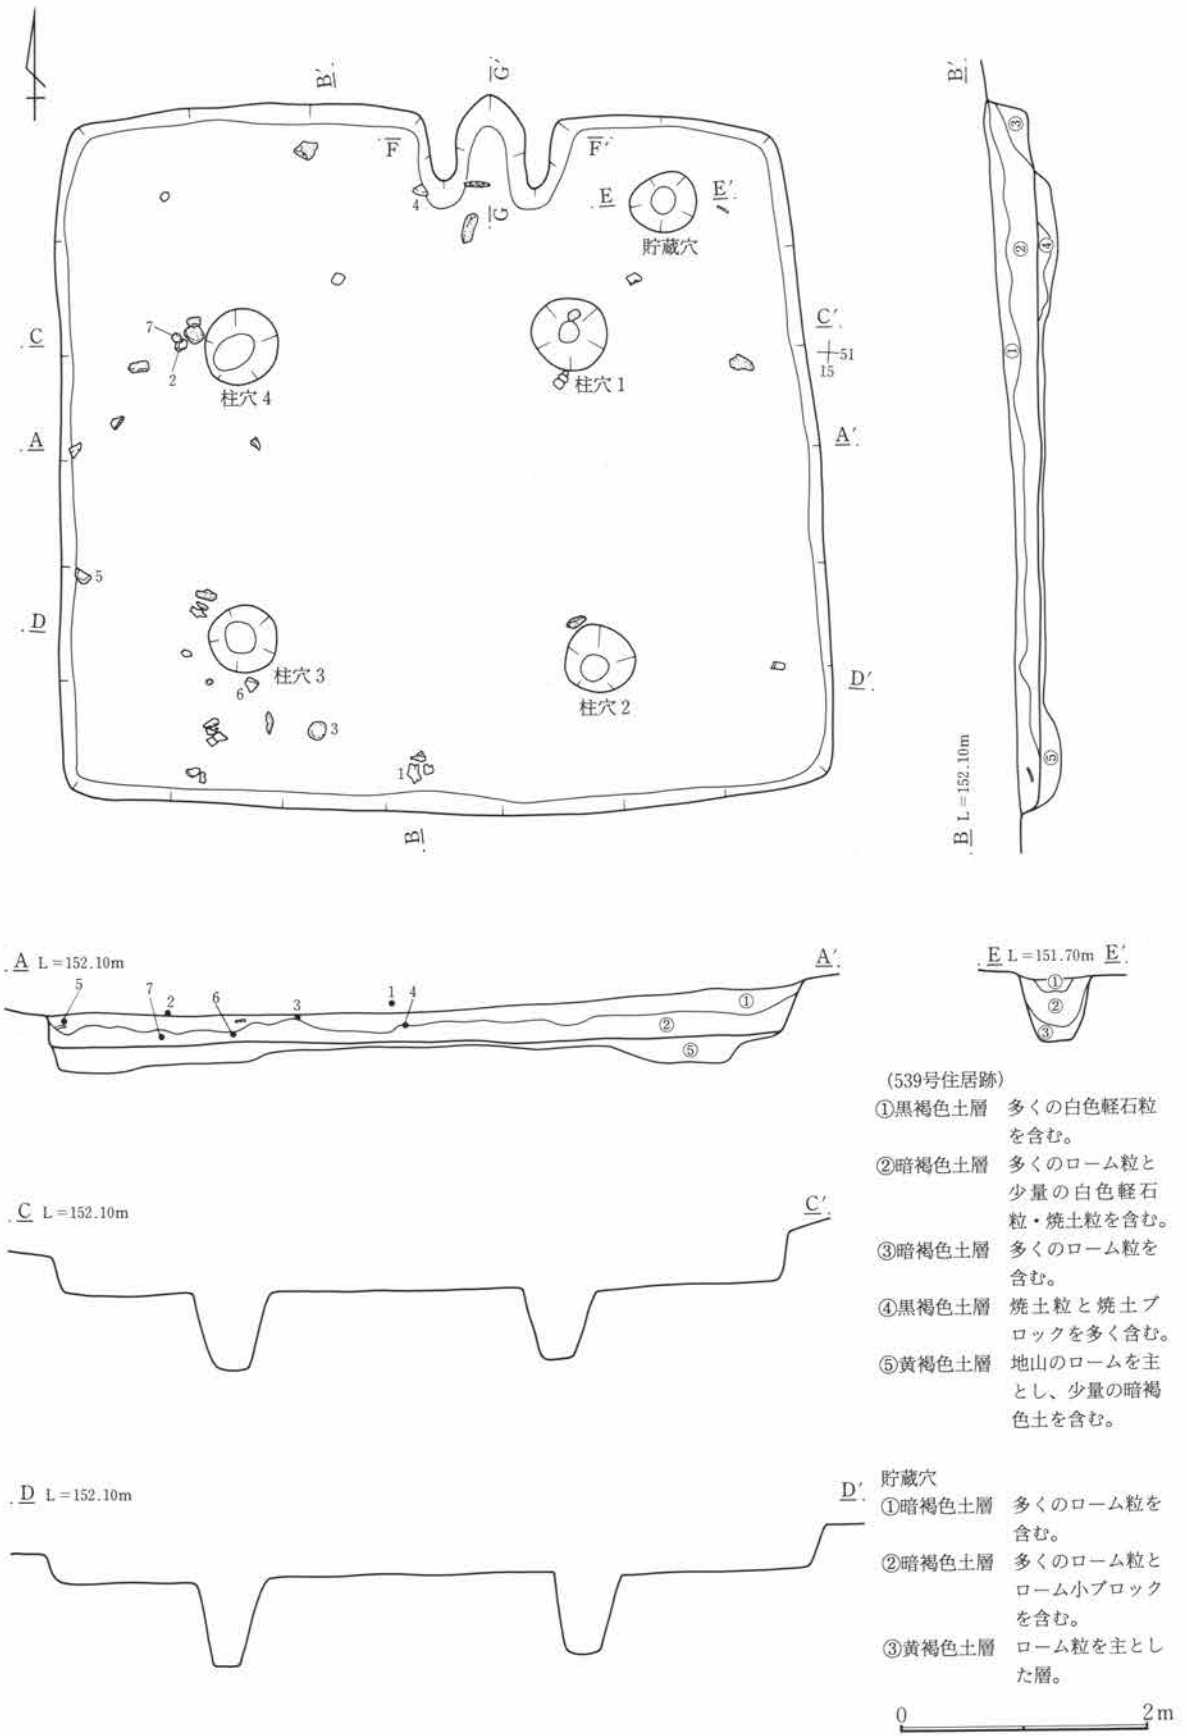 B′
G′
F
F′
4
G
E
E′
貯蔵穴
C
7
2
柱穴4
柱穴1
C′
51
15
A
A′
5
D
柱穴3
6
3
柱穴2
D′
1
B
B′
③
②
④
①
⑤
B L=152.10m
A L=152.10m
A′
5
7
2
6
3
1
4
①
②
⑤
E L=151.70m E′
①
②
③
(539号住居跡)
①黒褐色土層 多くの白色軽石粒
を含む。
②暗褐色土層 多くのローム粒と
少量の白色軽石
粒・焼土粒を含む。
③暗褐色土層 多くのローム粒を
含む。
④黒褐色土層 焼土粒と焼土ブ
ロックを多く含む。
⑤黄褐色土層 地山のロームを主
とし、少量の暗褐
色土を含む。
C L=152.10m
C′
D L=152.10m
D′
貯蔵穴
①暗褐色土層 多くのローム粒を
含む。
②暗褐色土層 多くのローム粒と
ローム小ブロック
を含む。
③黄褐色土層 ローム粒を主とし
た層。
0 2m